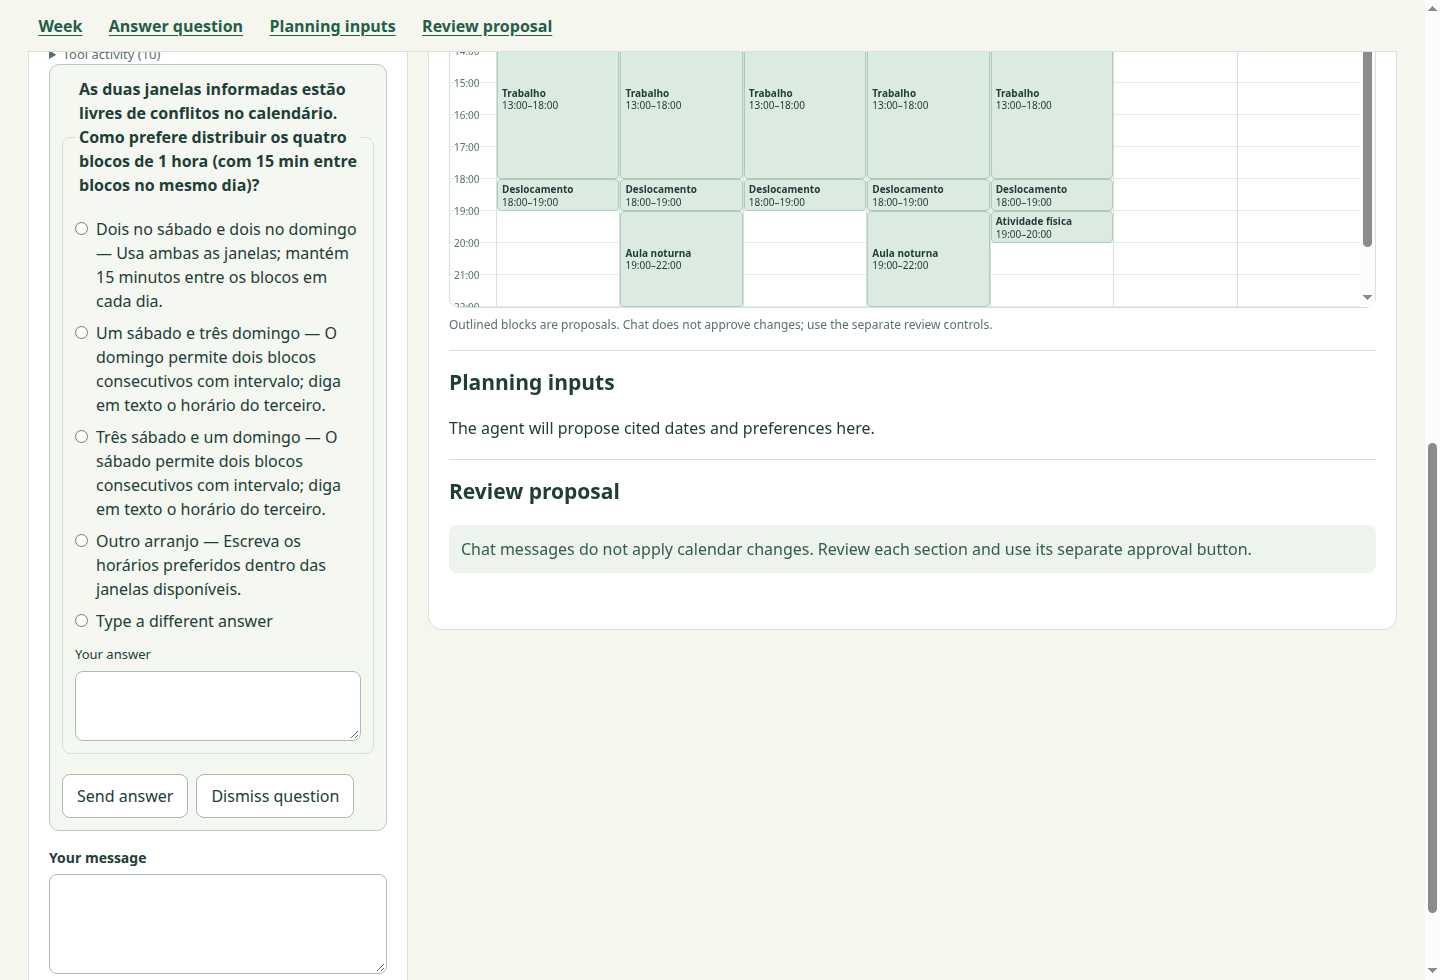 Week Answer question Planning inputs Review proposal
Tool activity (10)
As duas janelas informadas estão
livres de conflitos no calendário.
Como prefere distribuir os quatro
blocos de 1 hora (com 15 min entre
blocos no mesmo dia)?
Dois no sábado e dois no domingo
— Usa ambas as janelas; mantém
15 minutos entre os blocos em
cada dia.
Um sábado e três domingo — O
domingo permite dois blocos
consecutivos com intervalo; diga
em texto o horário do terceiro.
Três sábado e um domingo — O
sábado permite dois blocos
consecutivos com intervalo; diga
em texto o horário do terceiro.
Outro arranjo — Escreva os
horários preferidos dentro das
janelas disponíveis.
Type a different answer
Your answer
Send answer Dismiss question
Your message
14:00
15:00
Trabalho Trabalho Trabalho Trabalho Trabalho
13:00–18:00 13:00–18:00 13:00–18:00 13:00–18:00 13:00–18:00
16:00
17:00
18:00
Deslocamento Deslocamento Deslocamento Deslocamento Deslocamento
18:00–19:00 18:00–19:00 18:00–19:00 18:00–19:00 18:00–19:00
19:00
Atividade física
19:00–20:00
20:00
Aula noturna Aula noturna
19:00–22:00 19:00–22:00
21:00
22:00
Outlined blocks are proposals. Chat does not approve changes; use the separate review controls.
Planning inputs
The agent will propose cited dates and preferences here.
Review proposal
Chat messages do not apply calendar changes. Review each section and use its separate approval button.